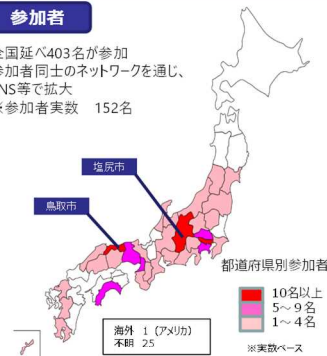 参加者
全国延べ403名が参加
参加者同士のネットワークを通じ、
SNS等で拡大
※参加者実数 152名
塩尻市
鳥取市
都道府県別参加者
10名以上
5～9名
1～4名
海外 1 (アメリカ)
不明 25
※実数ベース